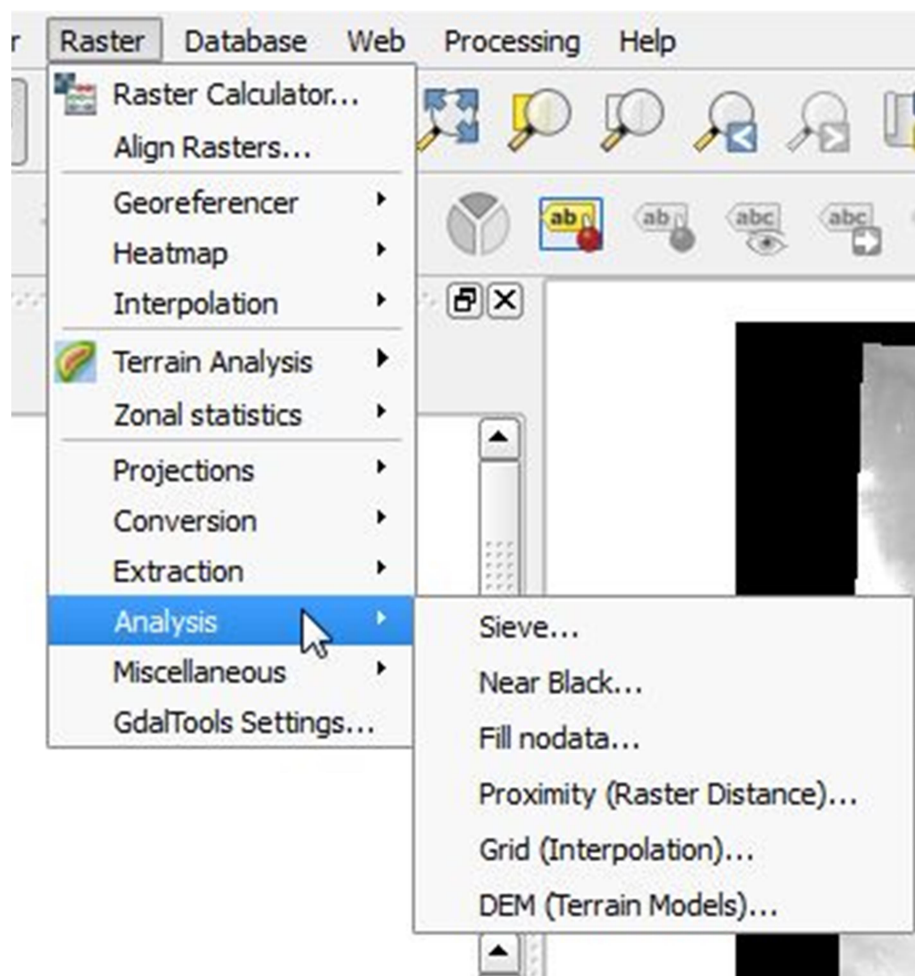 r Raster Database Web Processing Help
Raster Calculator...
Align Rasters...
Georeferencer
Heatmap
Interpolation
Terrain Analysis
Zonal statistics
Projections
Conversion
Extraction
Analysis
Miscellaneous
GdalTools Settings...
ab ab abc abc
Sieve...
Near Black...
Fill nodata...
Proximity (Raster Distance)...
Grid (Interpolation)...
DEM (Terrain Models)...